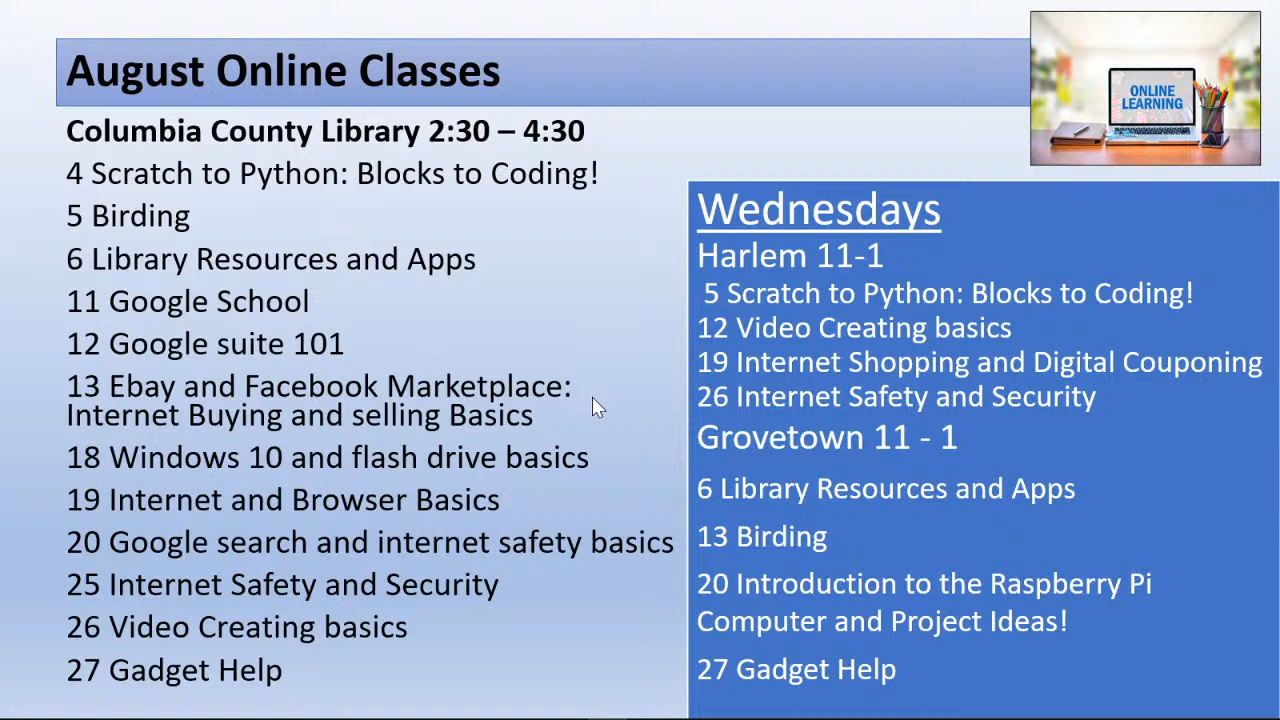 August Online Classes
ONLINE
LEARNING
Columbia County Library 2:30 – 4:30
4 Scratch to Python: Blocks to Coding!
5 Birding
6 Library Resources and Apps
11 Google School
12 Google suite 101
13 Ebay and Facebook Marketplace:
Internet Buying and selling Basics
18 Windows 10 and flash drive basics
19 Internet and Browser Basics
20 Google search and internet safety basics
25 Internet Safety and Security
26 Video Creating basics
27 Gadget Help
Wednesdays
Harlem 11-1
5 Scratch to Python: Blocks to Coding!
12 Video Creating basics
19 Internet Shopping and Digital Couponing
26 Internet Safety and Security
Grovetown 11 - 1
6 Library Resources and Apps
13 Birding
20 Introduction to the Raspberry Pi
Computer and Project Ideas!
27 Gadget Help